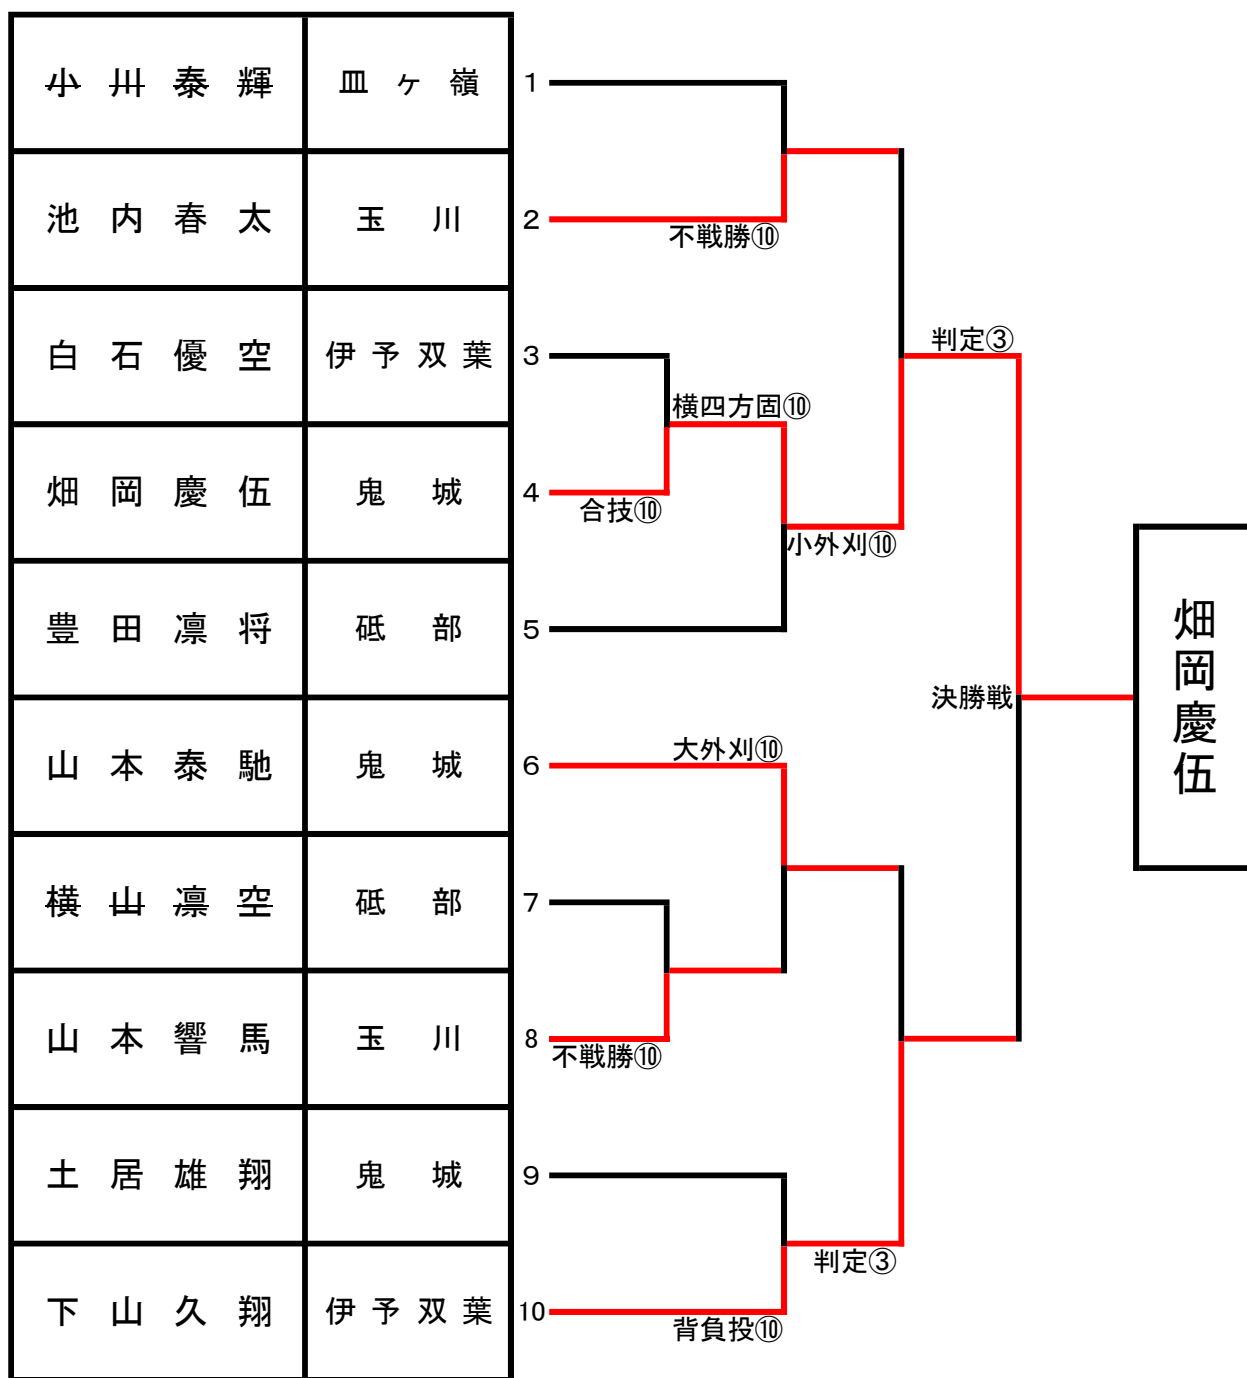 小川泰輝 皿ヶ嶺 1
池内春太 玉川 2
不戦勝⑩
白石優空 伊予双葉 3
判定③
横四方固⑩
畑岡慶伍 鬼城 4
合技⑩
小外刈⑩
豊田凛将 砥部 5
畑岡慶伍
決勝戦
山本泰馳 鬼城 6
大外刈⑩
横山凛空 砥部 7
山本響馬 玉川 8
不戦勝⑩
土居雄翔 鬼城 9
判定③
下山久翔 伊予双葉 10
背負投⑩